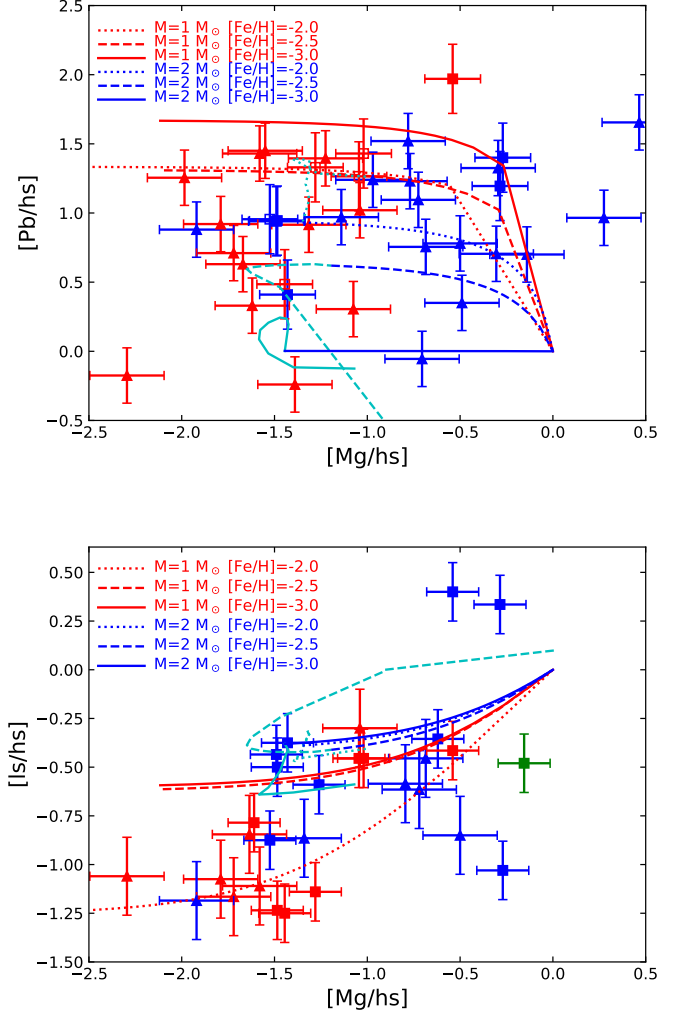 2.5
M=1 M⊙ [Fe/H]=-2.0
M=1 M⊙ [Fe/H]=-2.5
M=1 M⊙ [Fe/H]=-3.0
M=2 M⊙ [Fe/H]=-2.0
M=2 M⊙ [Fe/H]=-2.5
M=2 M⊙ [Fe/H]=-3.0
2.0
1.5
1.0
0.5
0.0
−0.5
[Pb/hs]
−2.5 −2.0 −1.5 −1.0 −0.5 0.0 0.5
[Mg/hs]
M=1 M⊙ [Fe/H]=-2.0
M=1 M⊙ [Fe/H]=-2.5
M=1 M⊙ [Fe/H]=-3.0
M=2 M⊙ [Fe/H]=-2.0
M=2 M⊙ [Fe/H]=-2.5
M=2 M⊙ [Fe/H]=-3.0
0.50
0.25
0.00
−0.25
−0.50
−0.75
−1.00
−1.25
−1.50
[ls/hs]
−2.5 −2.0 −1.5 −1.0 −0.5 0.0 0.5
[Mg/hs]